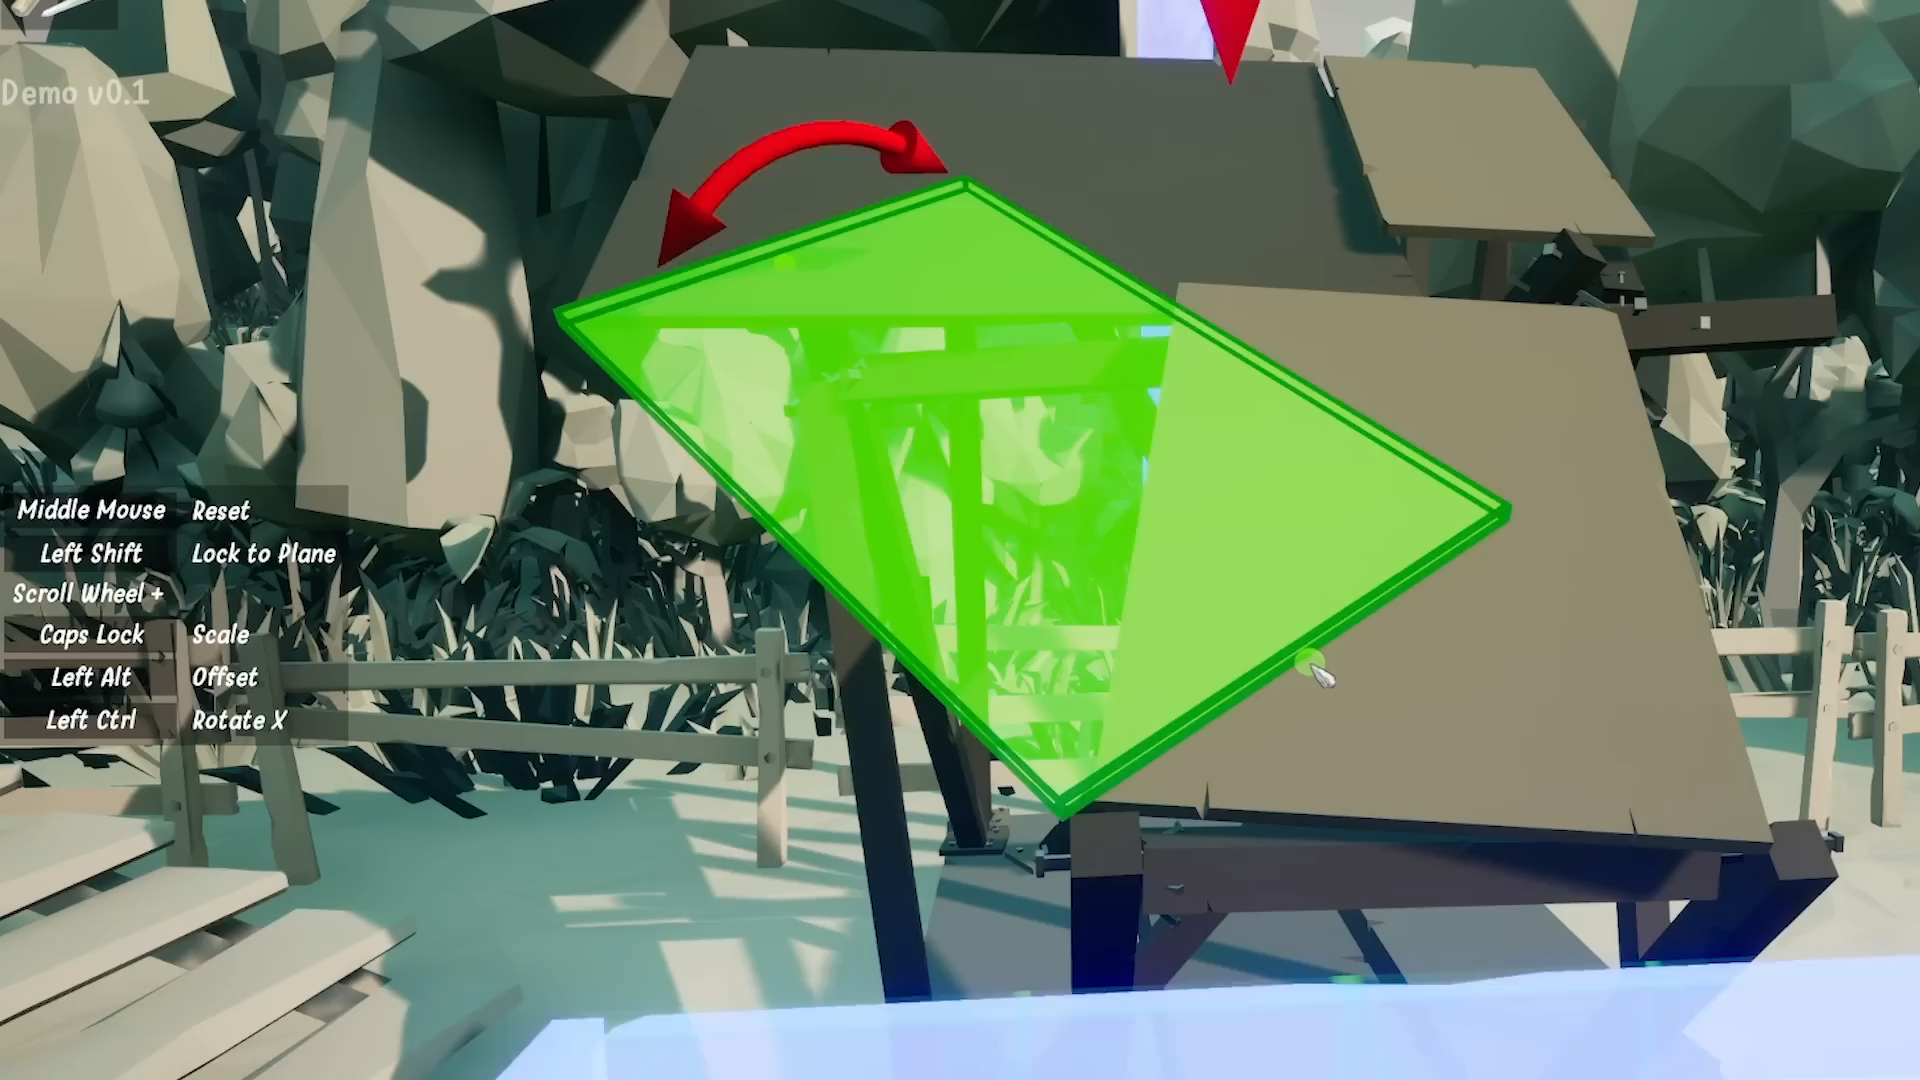 Demo v0.1
Middle Mouse Reset
Left Shift Lock to Plane
Scroll Wheel +
Caps Lock Scale
Left Alt Offset
Left Ctrl Rotate X